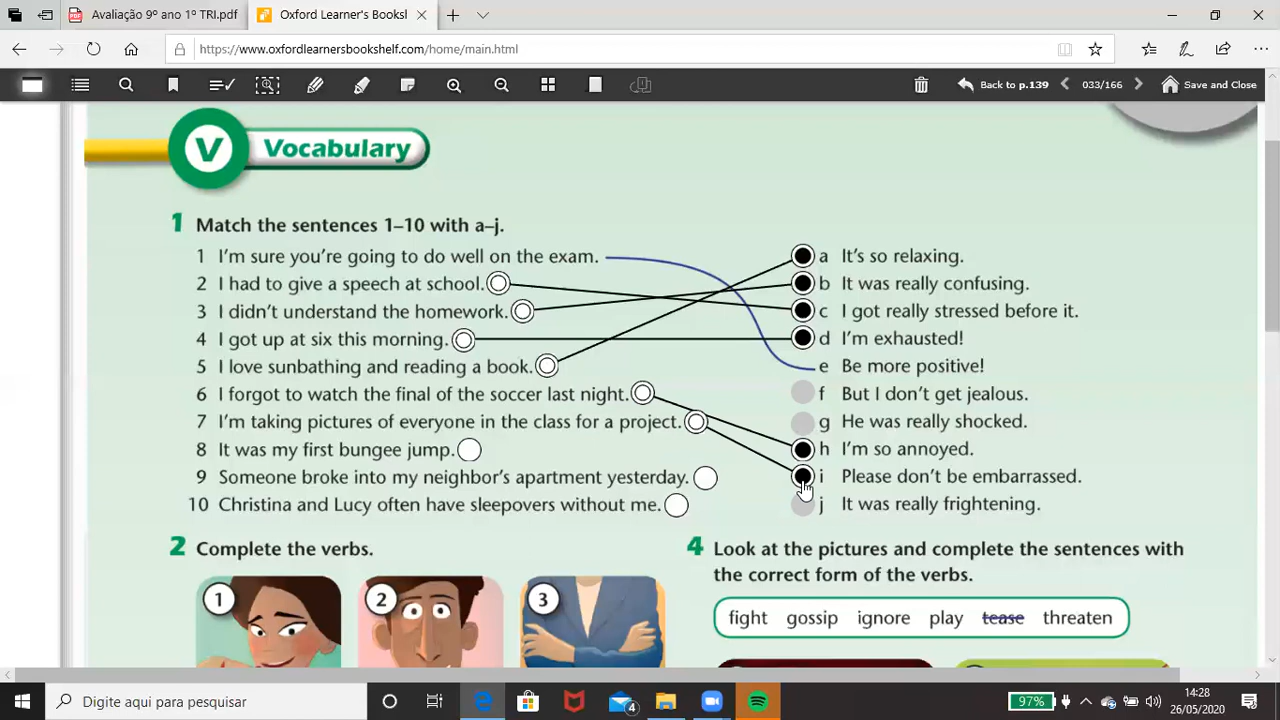 Avaliação 9º ano 1º TRI.pdf
Oxford Learner's Booksl
https://www.oxfordlearnersbookshelf.com/home/main.html
Back to p.139
033/166
Save and Close
V Vocabulary
1 Match the sentences 1–10 with a–j.
1 I'm sure you're going to do well on the exam.
2 I had to give a speech at school.
3 I didn't understand the homework.
4 I got up at six this morning.
5 I love sunbathing and reading a book.
6 I forgot to watch the final of the soccer last night.
7 I'm taking pictures of everyone in the class for a project.
8 It was my first bungee jump.
9 Someone broke into my neighbor's apartment yesterday.
10 Christina and Lucy often have sleepovers without me.
a It's so relaxing.
b It was really confusing.
c I got really stressed before it.
d I'm exhausted!
e Be more positive!
f But I don't get jealous.
g He was really shocked.
h I'm so annoyed.
i Please don't be embarrassed.
j It was really frightening.
2 Complete the verbs.
1
2
3
4 Look at the pictures and complete the sentences with
the correct form of the verbs.
fight gossip ignore play tease threaten
Digite aqui para pesquisar
4
97%
14:28
26/05/2020